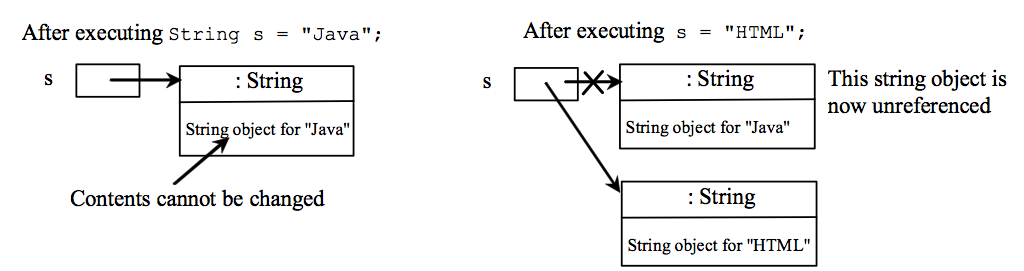 After executing String s = "Java";
s
: String
String object for "Java"
Contents cannot be changed
After executing s = "HTML";
s
: String
String object for "Java"
This string object is
now unreferenced
: String
String object for "HTML"